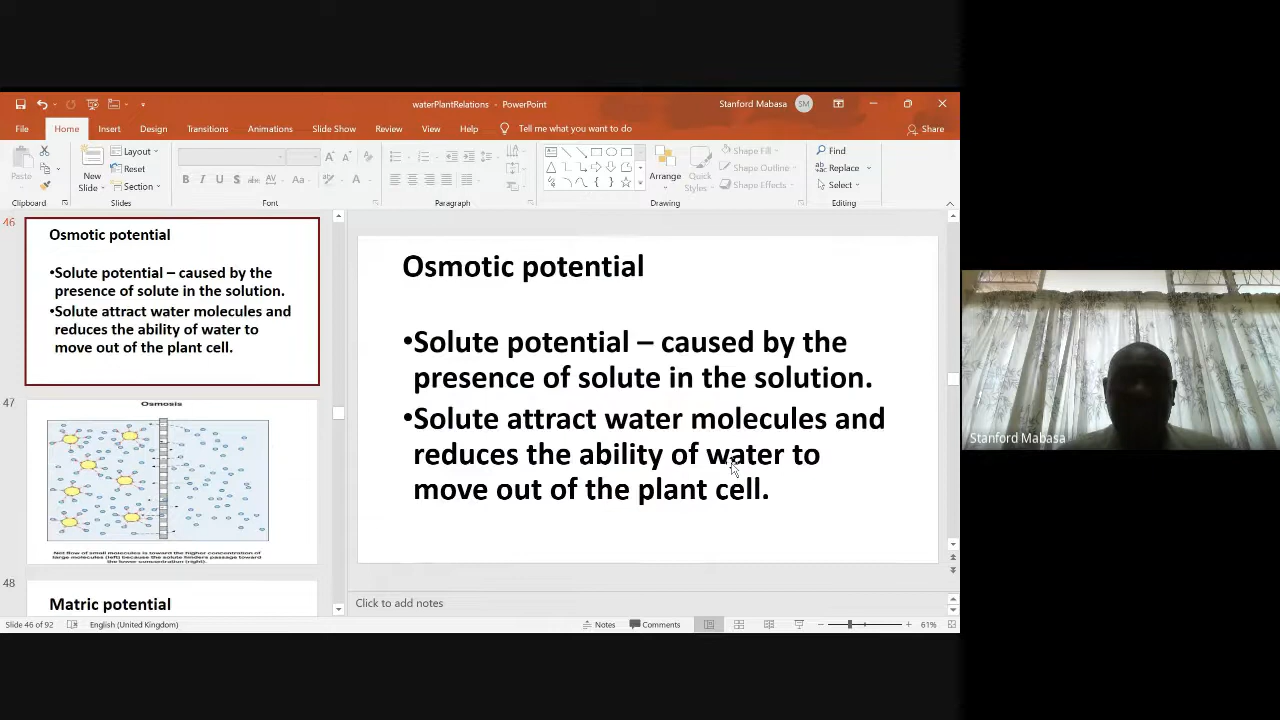 waterPlantRelations - PowerPoint
Stanford Mabasa
SM
File Home Insert Design Transitions Animations Slide Show Review View Help Tell me what you want to do
Share
Paste
Clipboard
New
Slide
Layout
Reset
Section
Slides
B I U S abc AV Aa A
Font
Paragraph
Arrange
Quick
Styles
Shape Fill
Shape Outline
Shape Effects
Drawing
Find
Replace
Select
Editing
46
Osmotic potential
•Solute potential – caused by the
presence of solute in the solution.
•Solute attract water molecules and
reduces the ability of water to
move out of the plant cell.
47
Osmosis
Net flow of small molecules is toward the higher concentration of
large molecules (left) because the solute hinders passage toward
the lower concentration (right).
48
Matric potential
Osmotic potential
•Solute potential – caused by the
presence of solute in the solution.
•Solute attract water molecules and
reduces the ability of water to
move out of the plant cell.
Click to add notes
Slide 46 of 92
English (United Kingdom)
Notes
Comments
61%
Stanford Mabasa